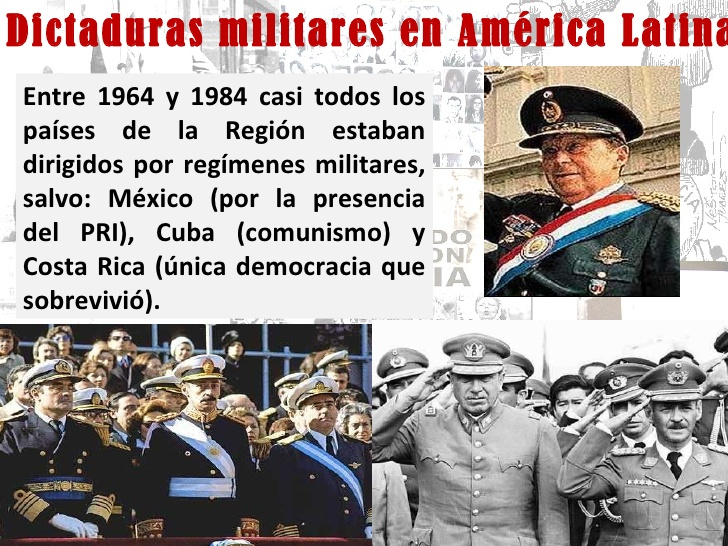 Dictaduras militares en América Latina
Entre 1964 y 1984 casi todos los
países de la Región estaban
dirigidos por regímenes militares,
salvo: México (por la presencia
del PRI), Cuba (comunismo) y
Costa Rica (única democracia que
sobrevivió).